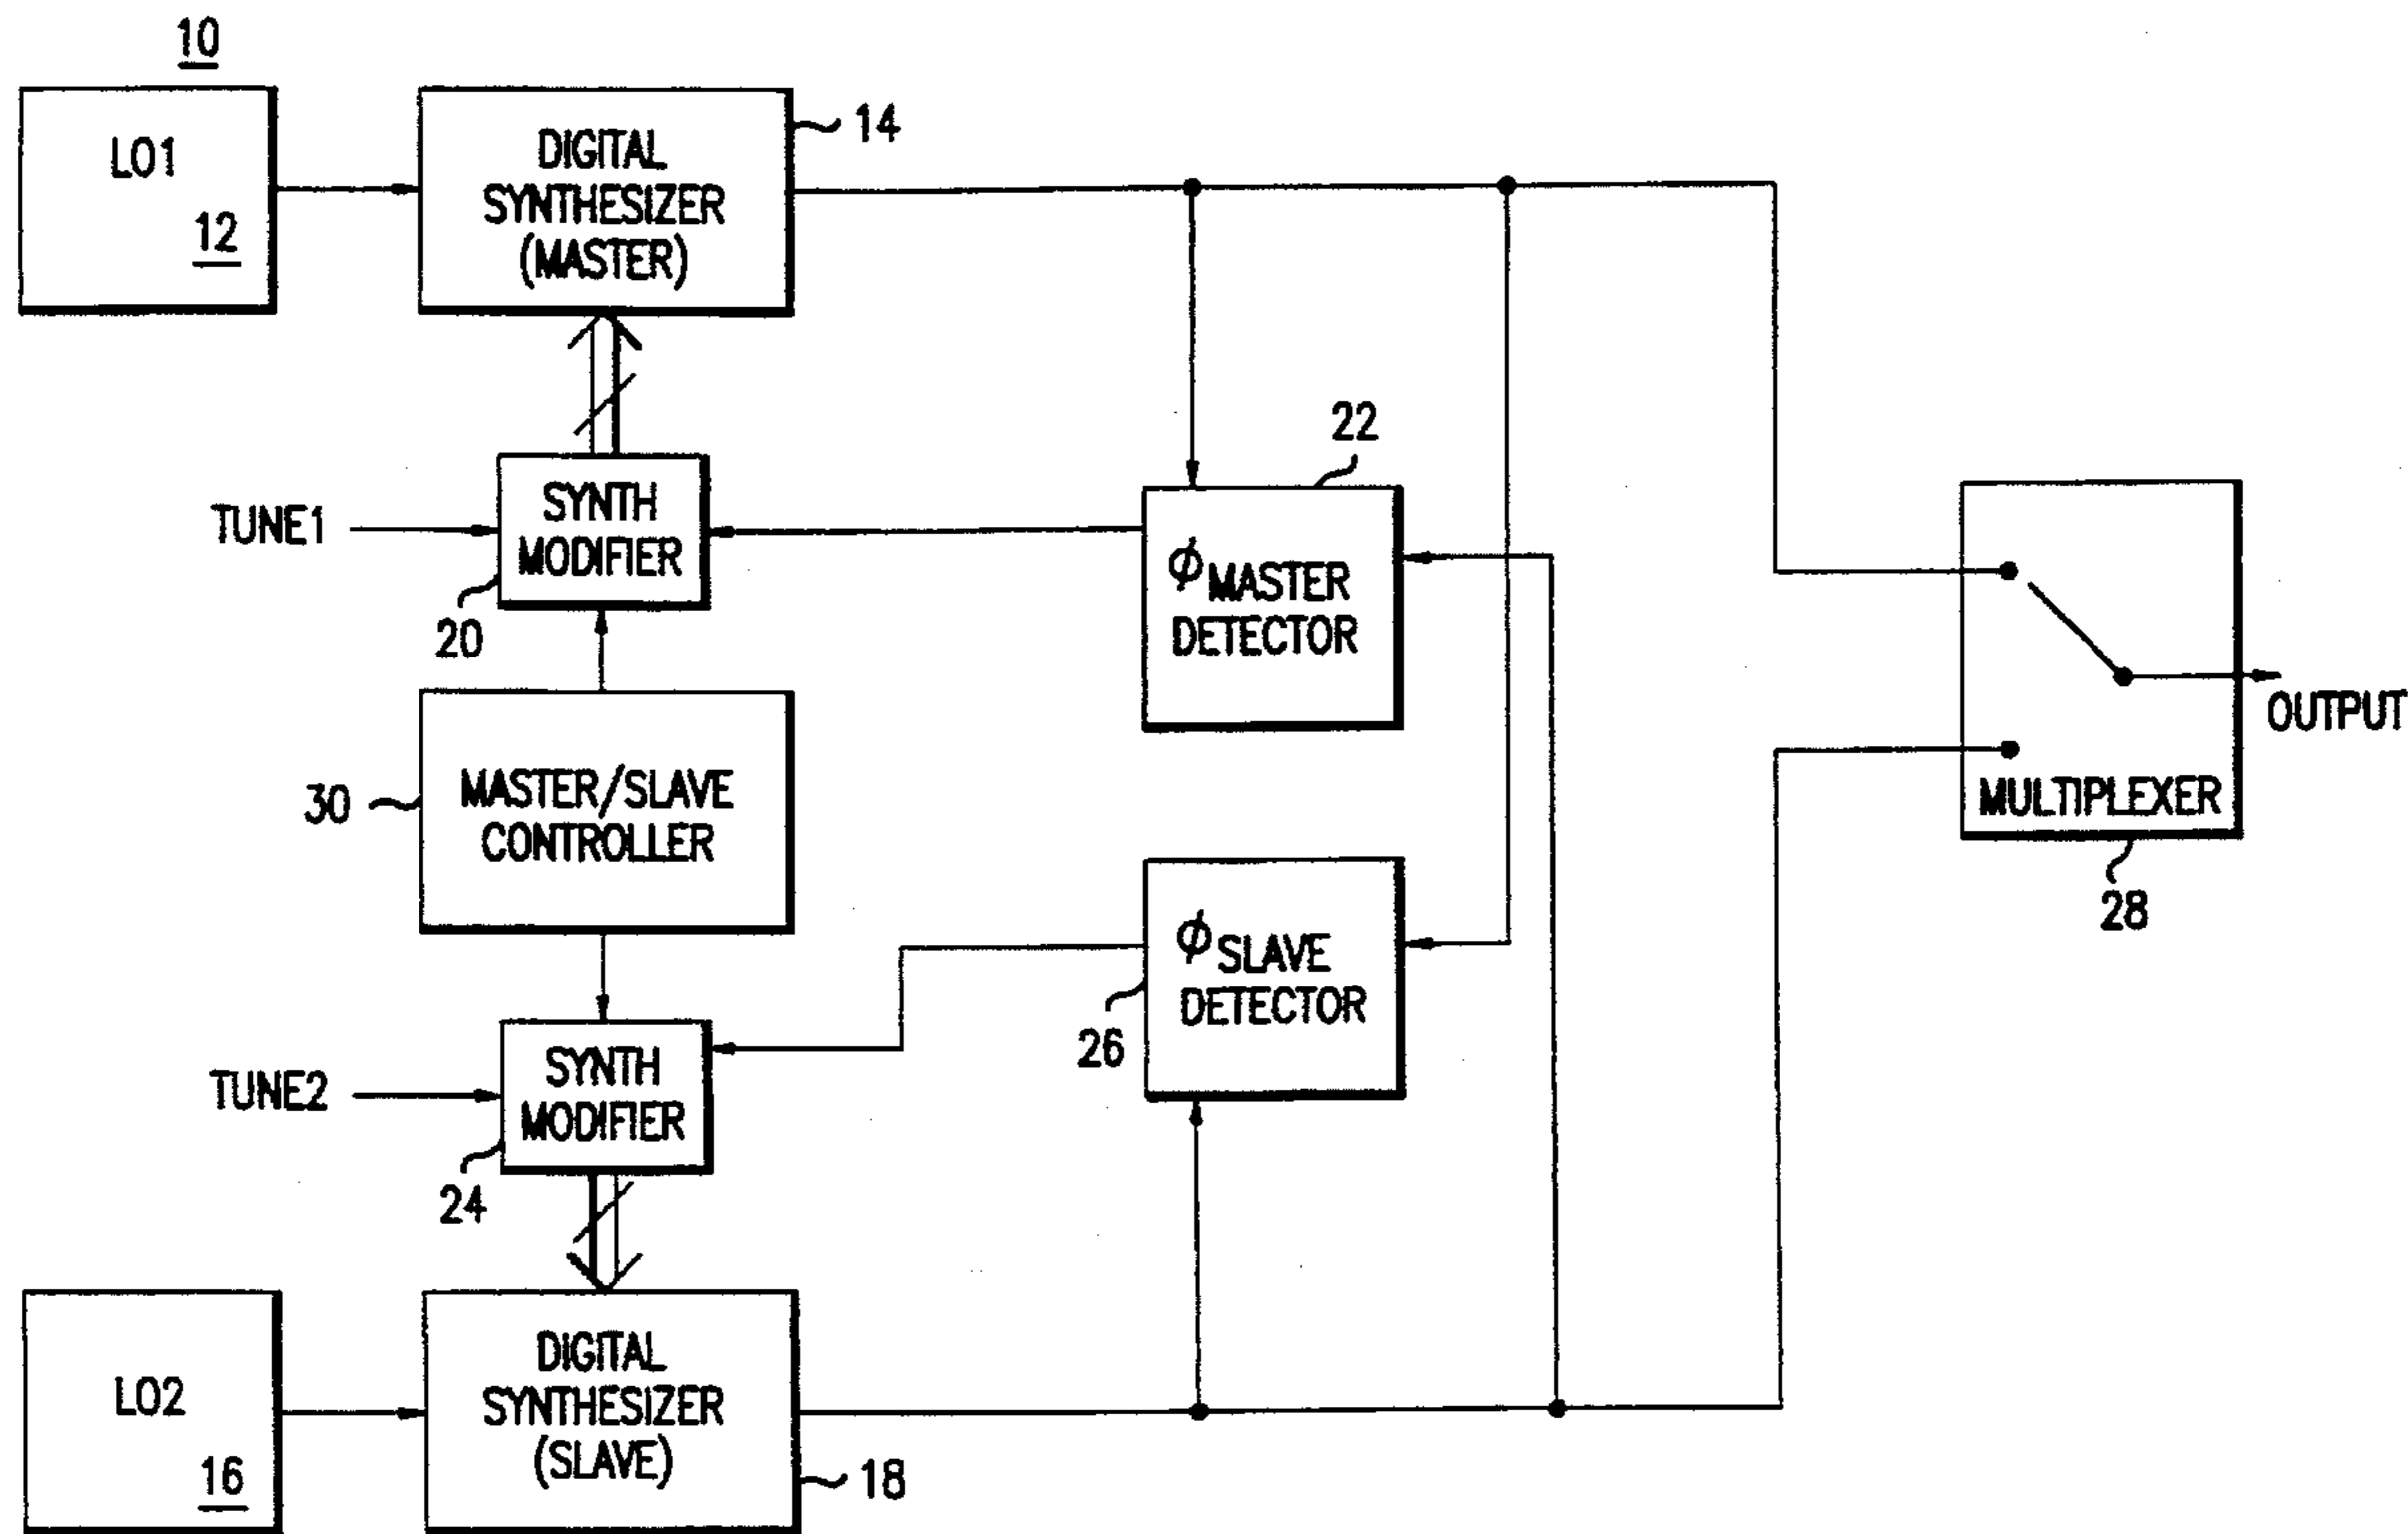 10
LO1
12
DIGITAL
SYNTHESIZER
(MASTER)
14
TUNE1
SYNTH
MODIFIER
20
22
ΦMASTER
DETECTOR
30
MASTER/SLAVE
CONTROLLER
OUTPUT
MULTIPLEXER
28
ΦSLAVE
DETECTOR
26
TUNE2
SYNTH
MODIFIER
24
LO2
16
DIGITAL
SYNTHESIZER
(SLAVE)
18